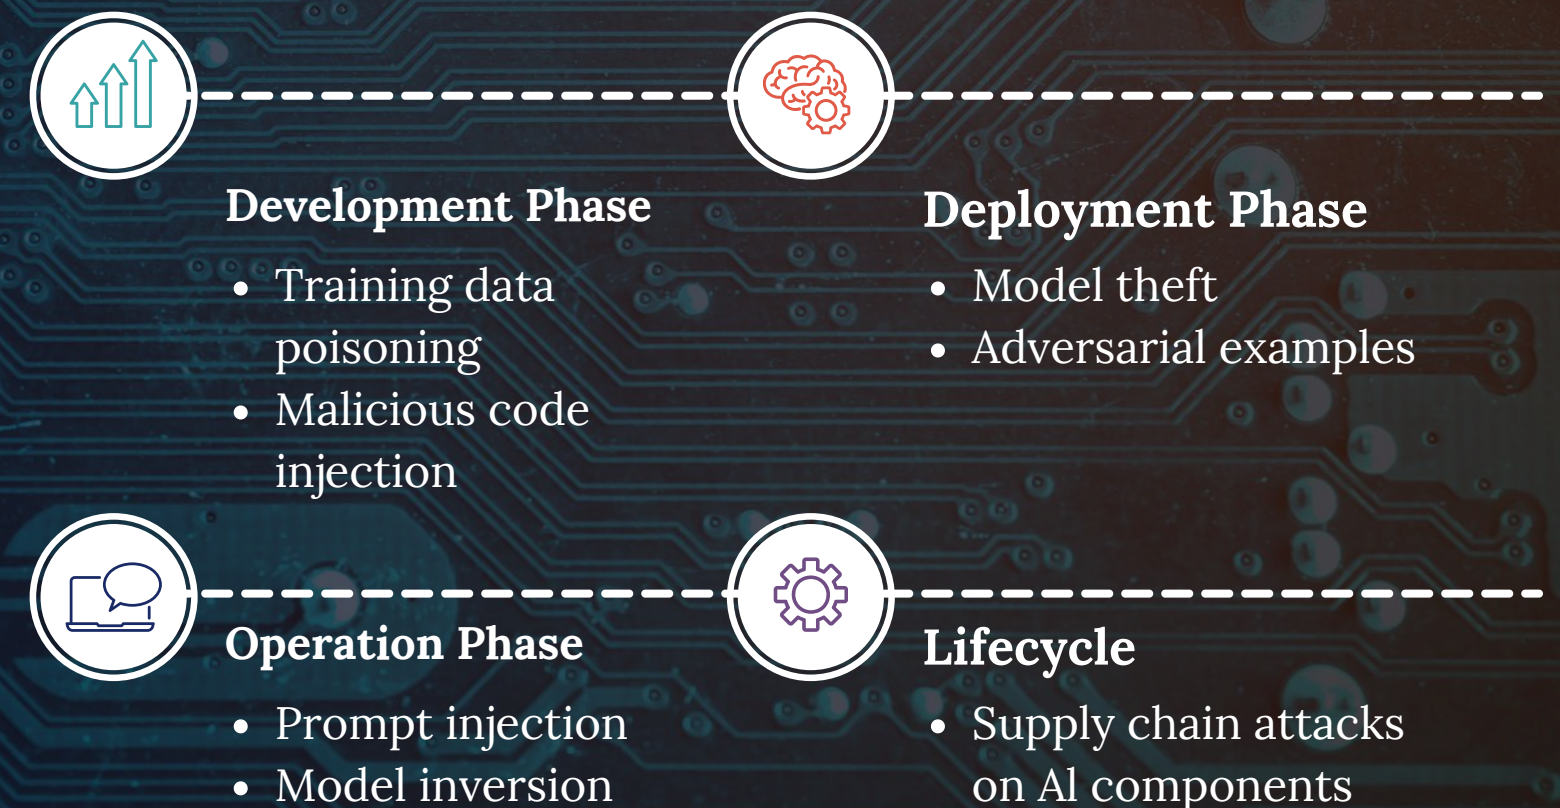 Development Phase
• Training data
poisoning
• Malicious code
injection
Deployment Phase
• Model theft
• Adversarial examples
Operation Phase
• Prompt injection
• Model inversion
Lifecycle
• Supply chain attacks
on Al components